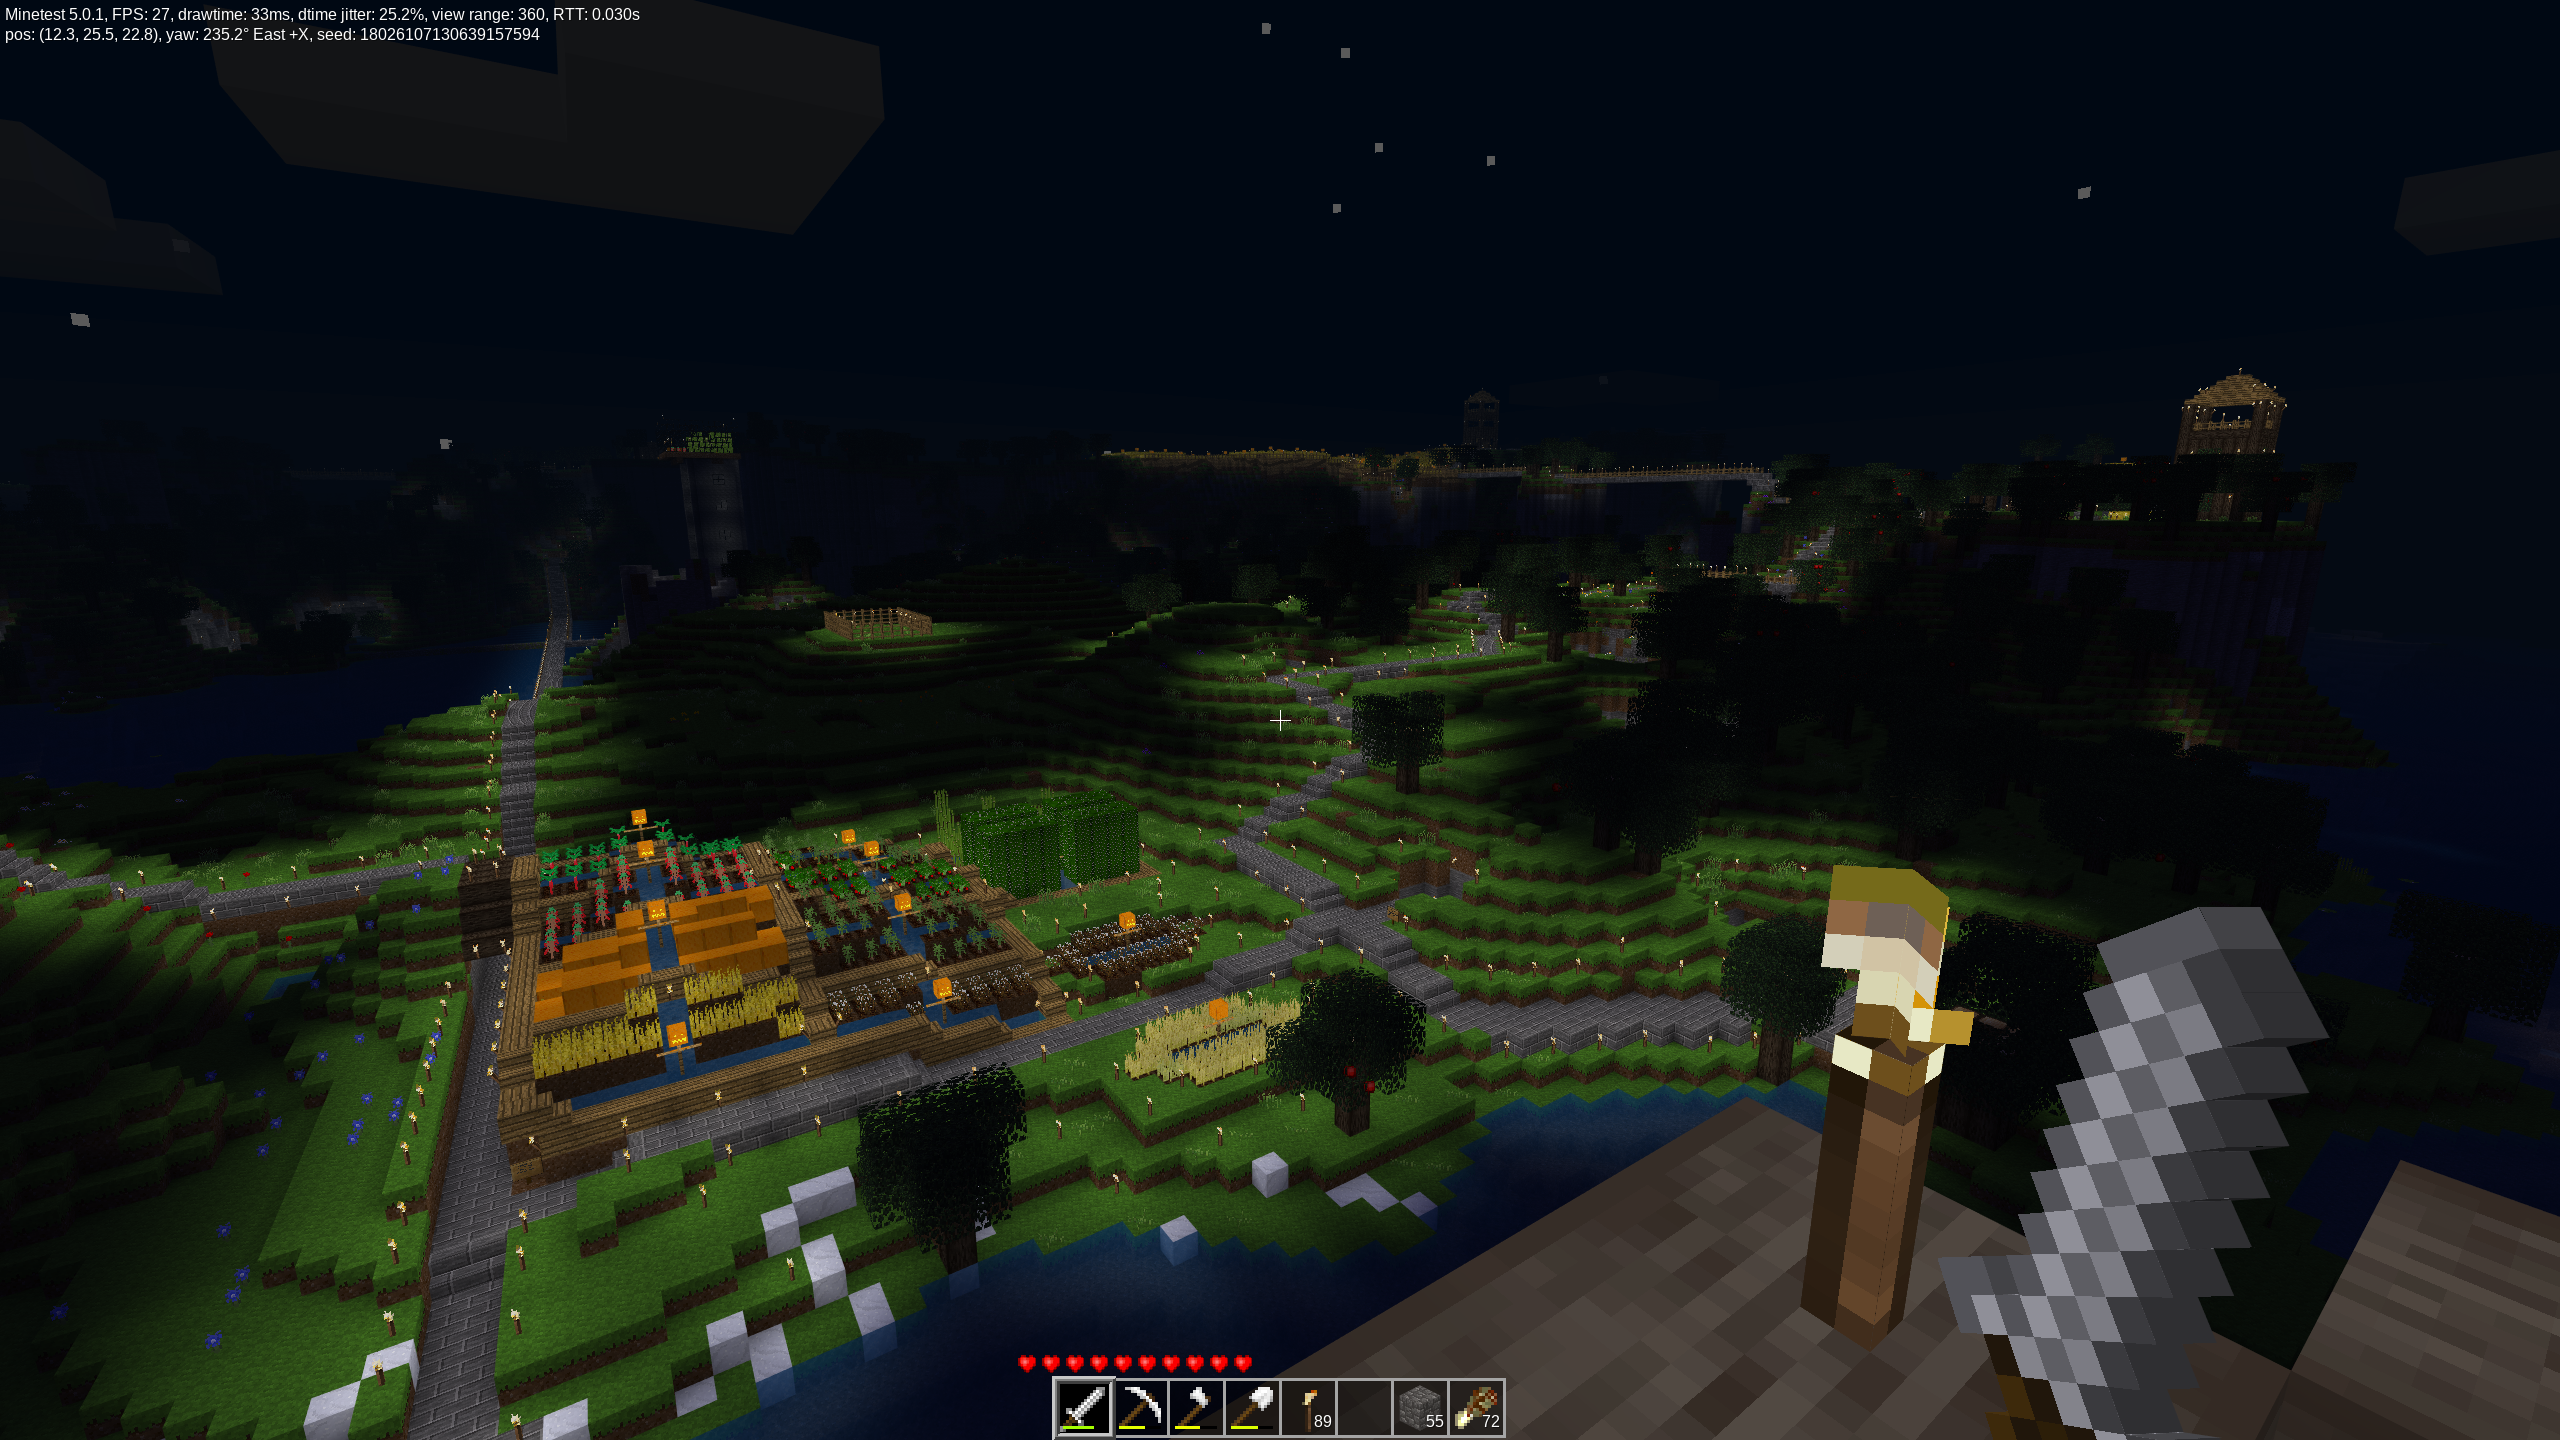 Minetest 5.0.1, FPS: 27, drawtime: 33ms, dtime jitter: 25.2%, view range: 360, RTT: 0.030s
pos: (12.3, 25.5, 22.8), yaw: 235.2° East +X, seed: 18026107130639157594
89
55
72